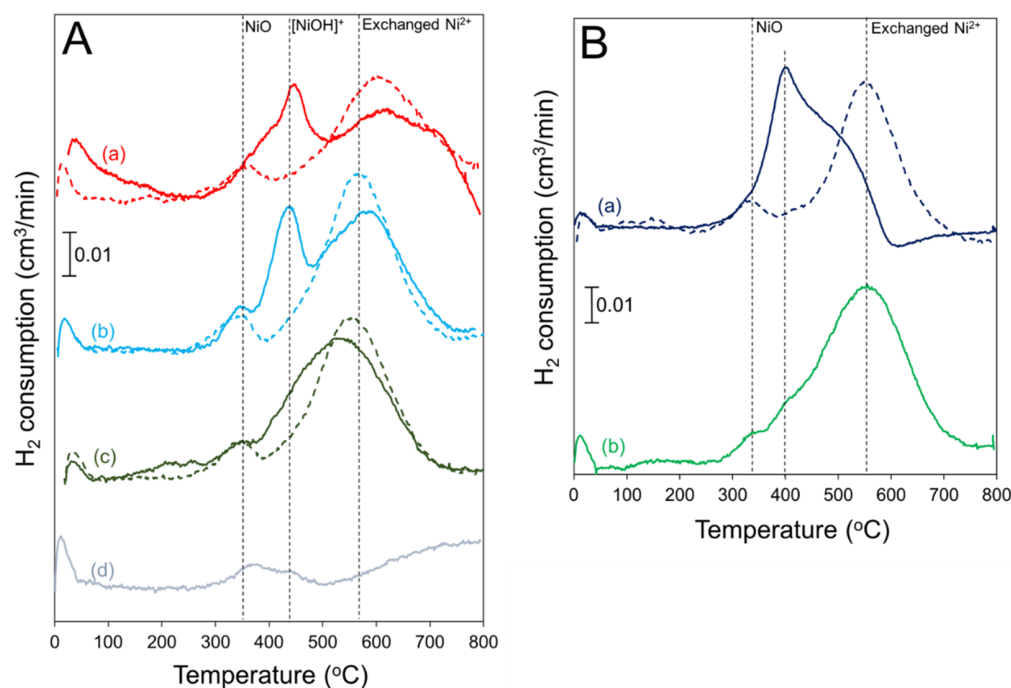 A
NiO
[NiOH]⁺
Exchanged Ni²⁺
(a)
0.01
(b)
(c)
(d)
H₂ consumption (cm³/min)
0 100 200 300 400 500 600 700 800
Temperature (°C)
B
NiO
Exchanged Ni²⁺
(a)
0.01
(b)
H₂ consumption (cm³/min)
0 100 200 300 400 500 600 700 800
Temperature (°C)